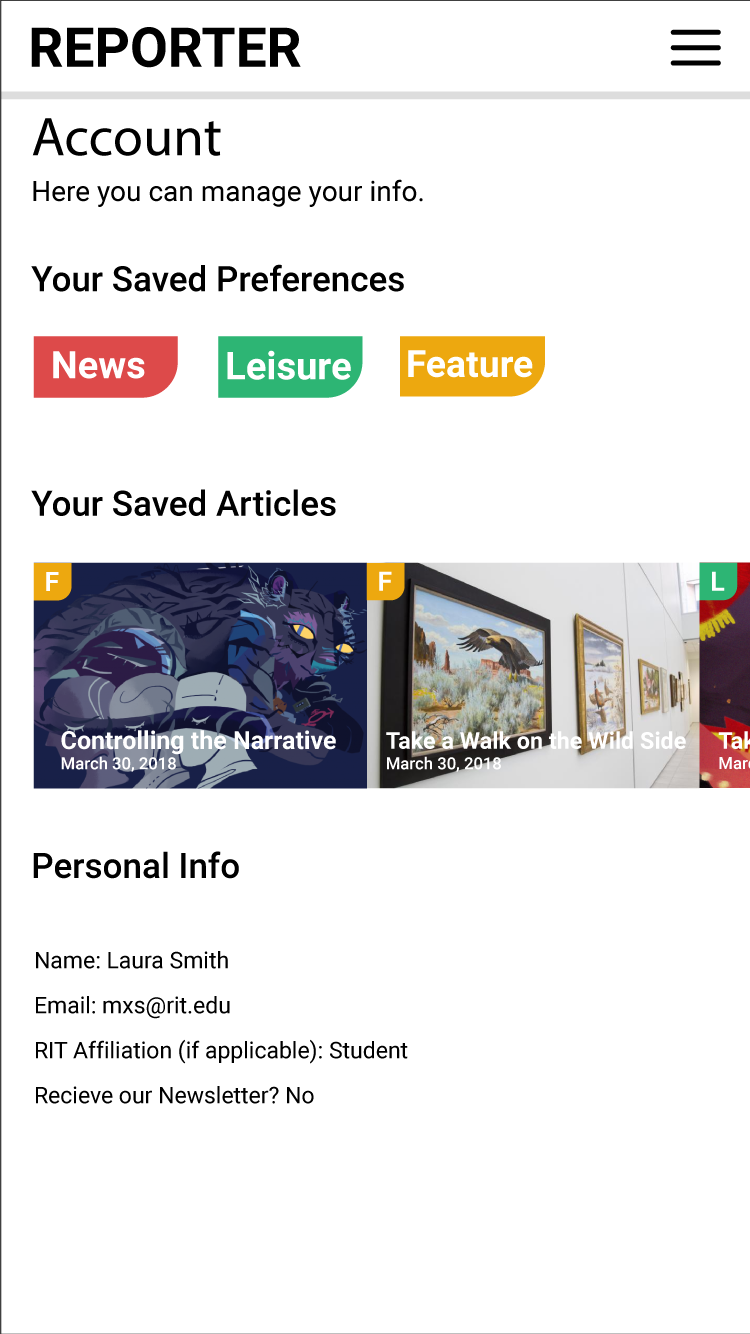 REPORTER
Account
Here you can manage your info.
Your Saved Preferences
News Leisure Feature
Your Saved Articles
F F L
Controlling the Narrative Take a Walk on the Wild Side Tak
March 30, 2018 March 30, 2018 Marc
Personal Info
Name: Laura Smith
Email: mxs@rit.edu
RIT Affiliation (if applicable): Student
Recieve our Newsletter? No